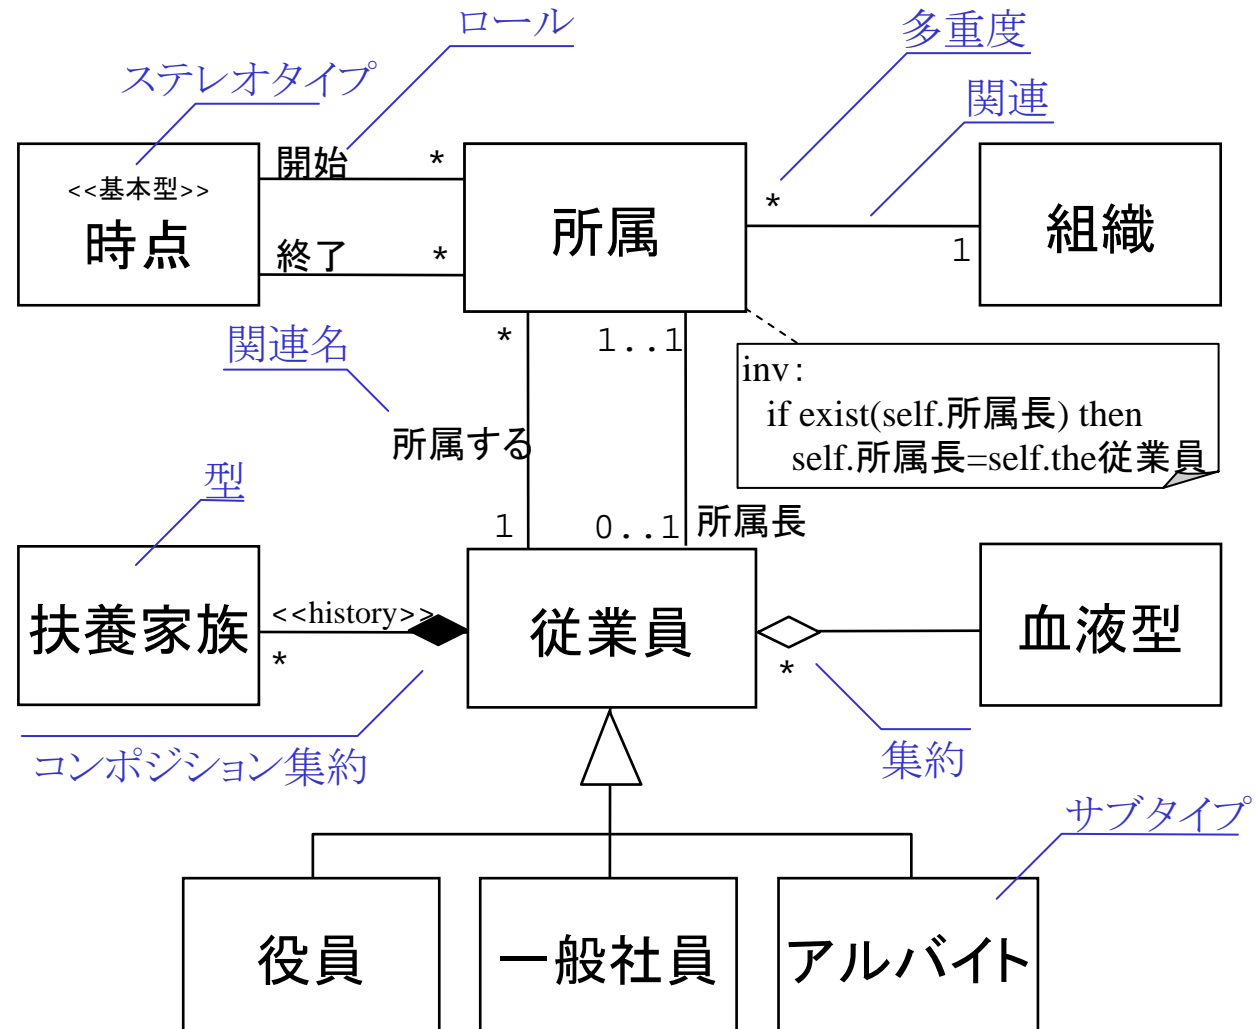 ロール
多重度
ステレオタイプ
関連
<<基本型>>
時点
開始
*
終了
*
所属
*
1
組織
関連名
*
1..1
inv:
if exist(self.所属長) then
self.所属長=self.the従業員
所属する
型
1
0..1
所属長
扶養家族
<<history>>
*
従業員
*
血液型
コンポジション集約
集約
サブタイプ
役員
一般社員
アルバイト